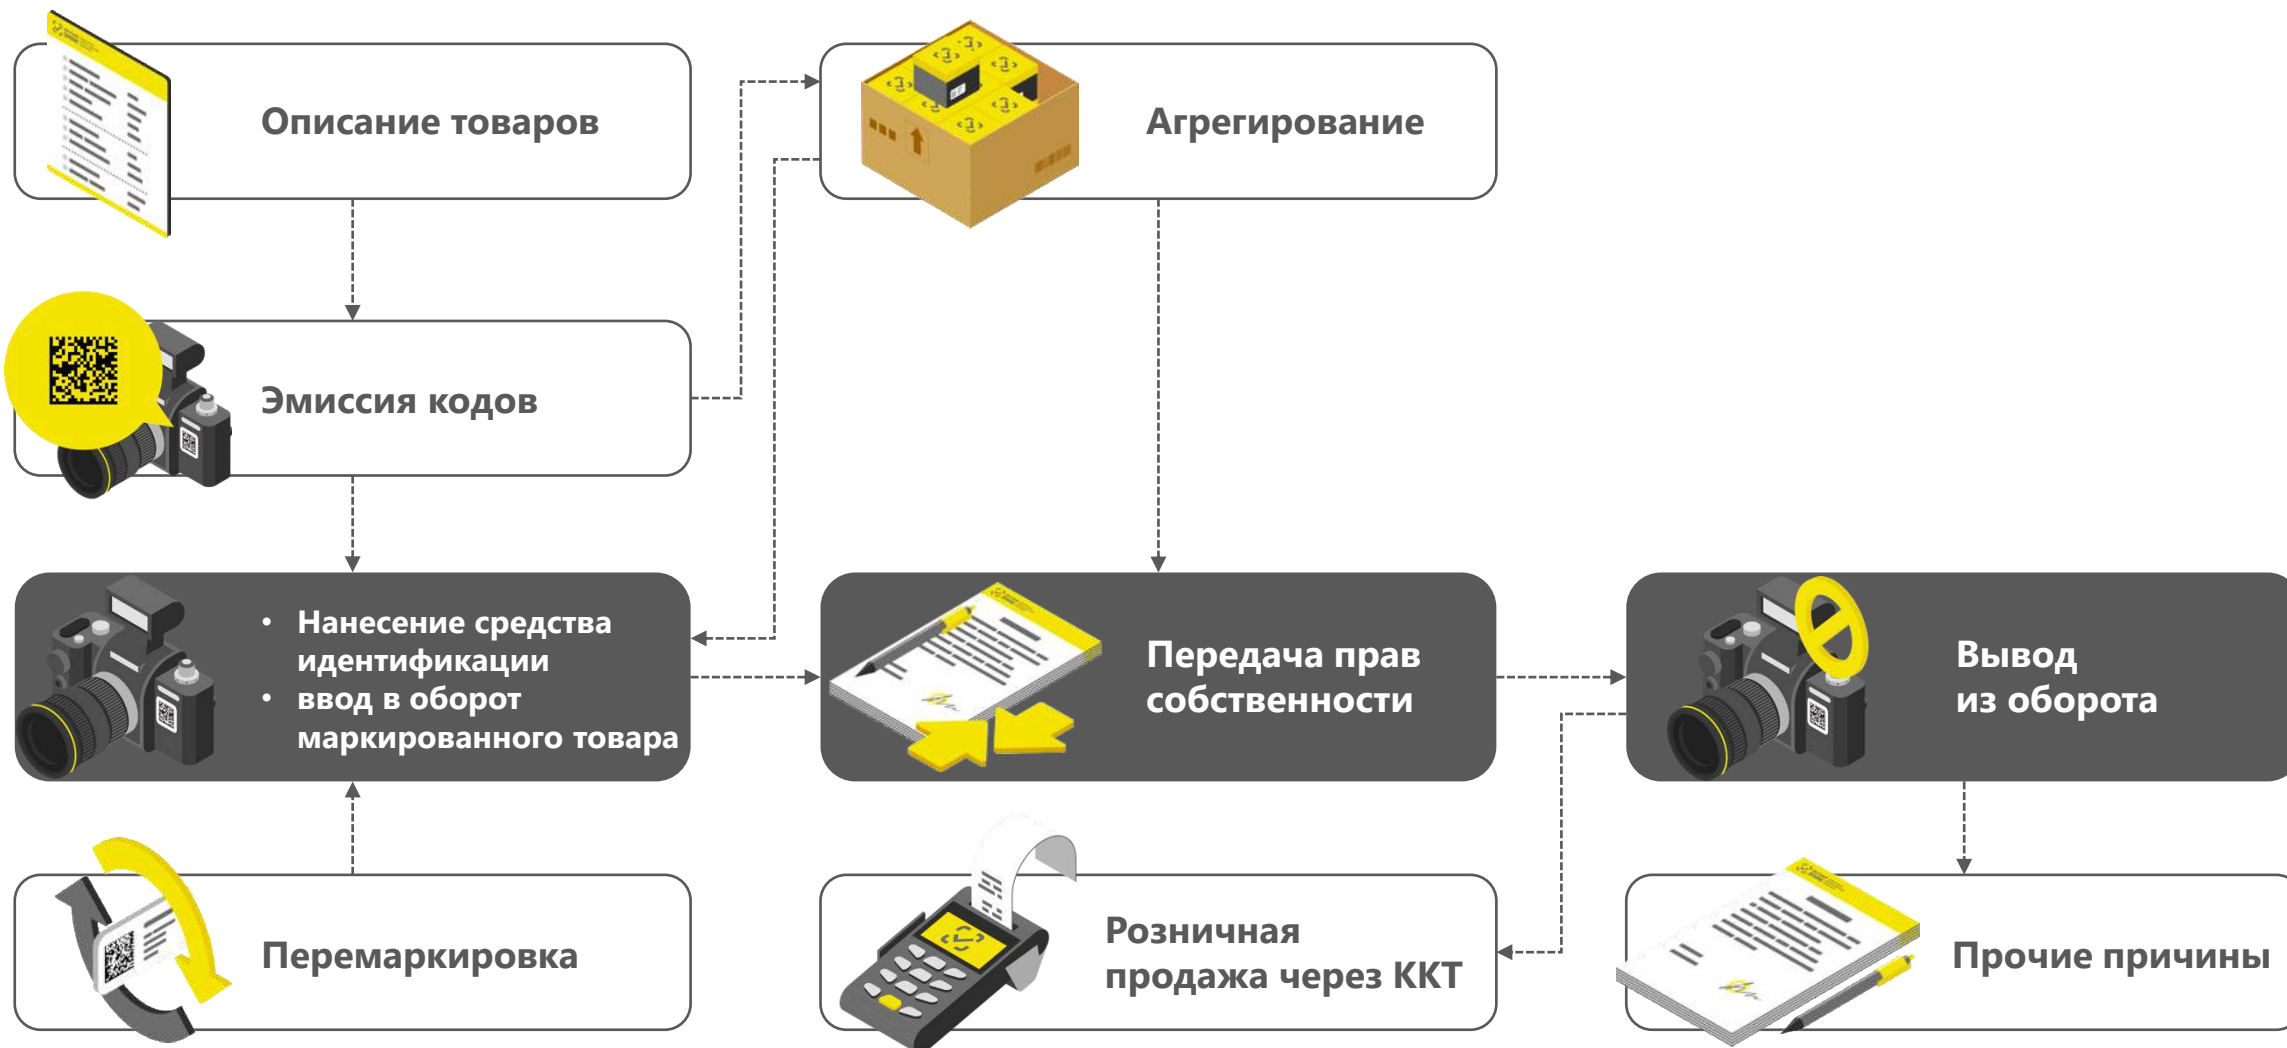 Описание товаров
Агрегирование
Эмиссия кодов
• Нанесение средства
идентификации
• ввод в оборот
маркированного товара
Передача прав
собственности
Вывод
из оборота
Перемаркировка
Розничная
продажа через ККТ
Прочие причины